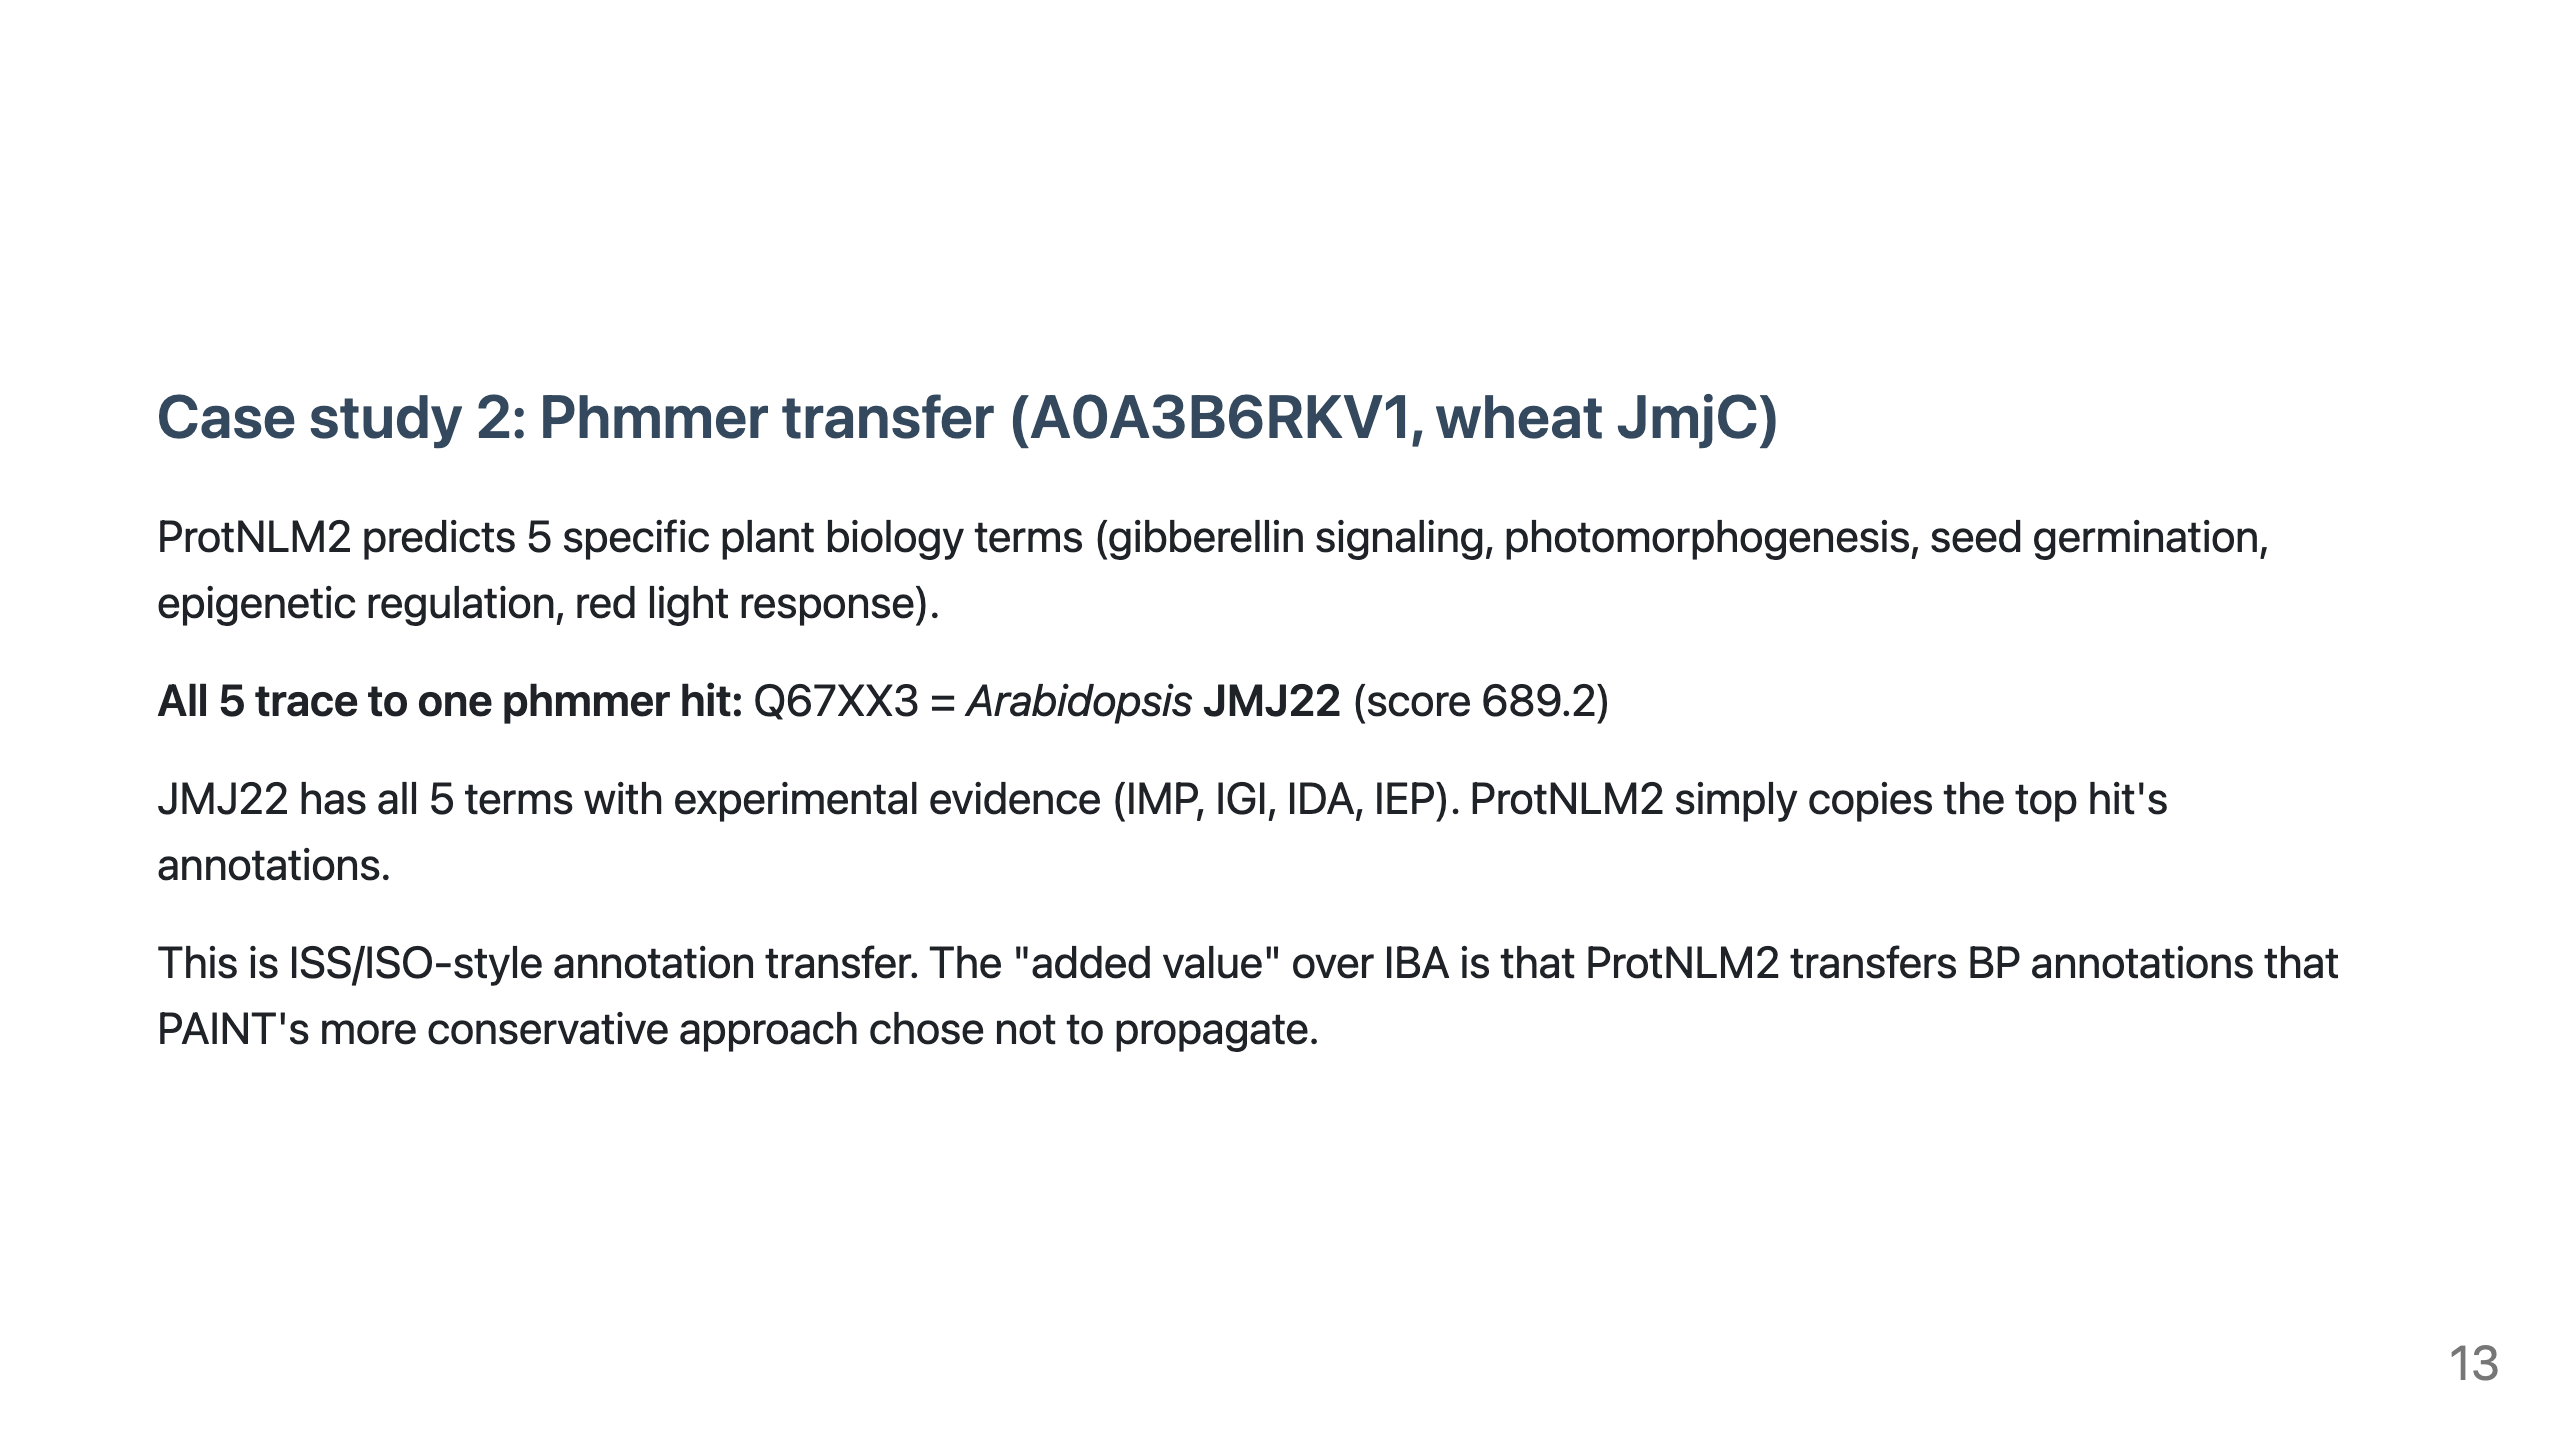 Case study 2: Phmmer transfer (A0A3B6RKV1, wheat JmjC)
ProtNLM2 predicts 5 specific plant biology terms (gibberellin signaling, photomorphogenesis, seed germination,
epigenetic regulation, red light response).
All 5 trace to one phmmer hit: Q67XX3 = Arabidopsis JMJ22 (score 689.2)
JMJ22 has all 5 terms with experimental evidence (IMP, IGI, IDA, IEP). ProtNLM2 simply copies the top hit's
annotations.
This is ISS/ISO-style annotation transfer. The "added value" over IBA is that ProtNLM2 transfers BP annotations that
PAINT's more conservative approach chose not to propagate.
13